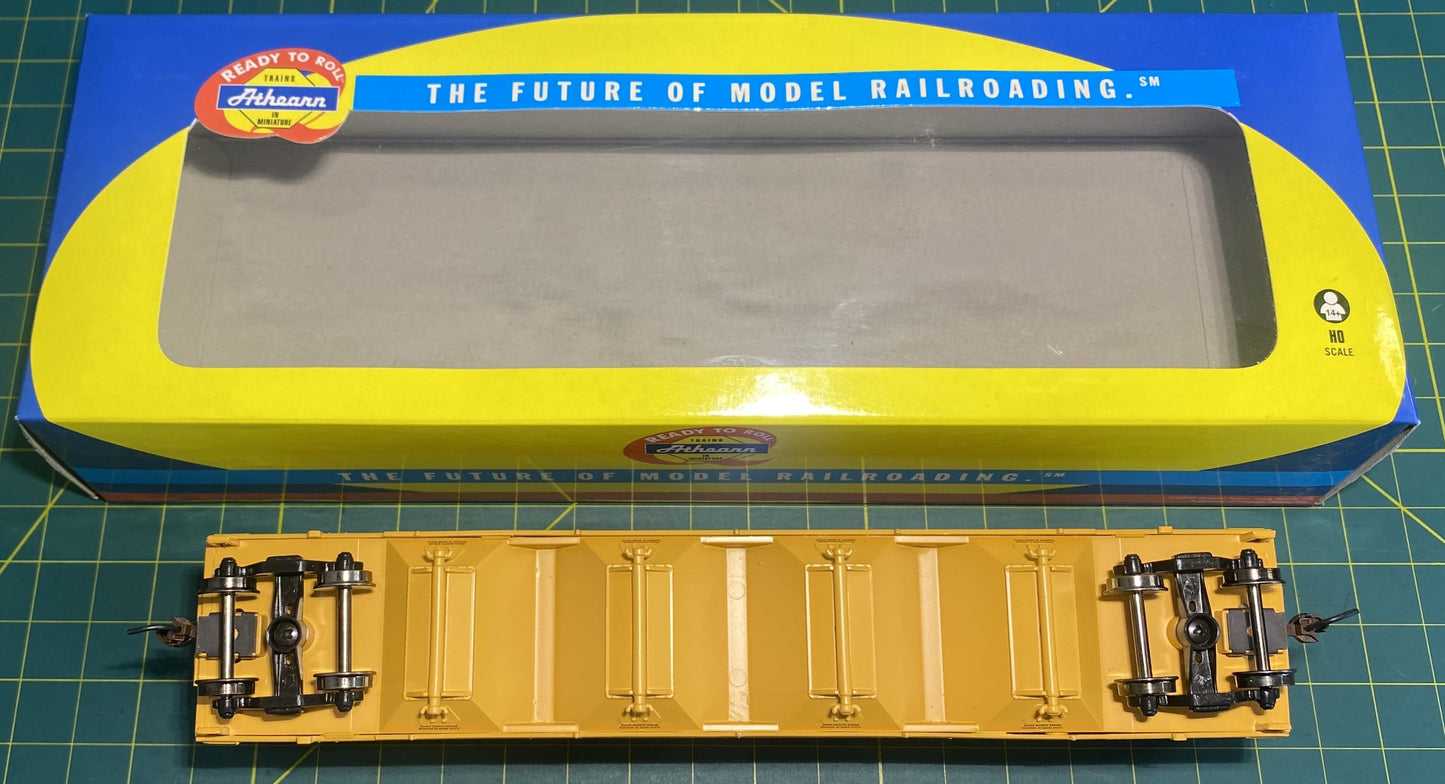 READY TO ROLL
TRAINS
Athearn
IN
MINIATURE
THE FUTURE OF MODEL RAILROADING.SM
14+
HO
SCALE
READY TO ROLL
TRAINS
Athearn
IN
MINIATURE
THE FUTURE OF MODEL RAILROADING.SM